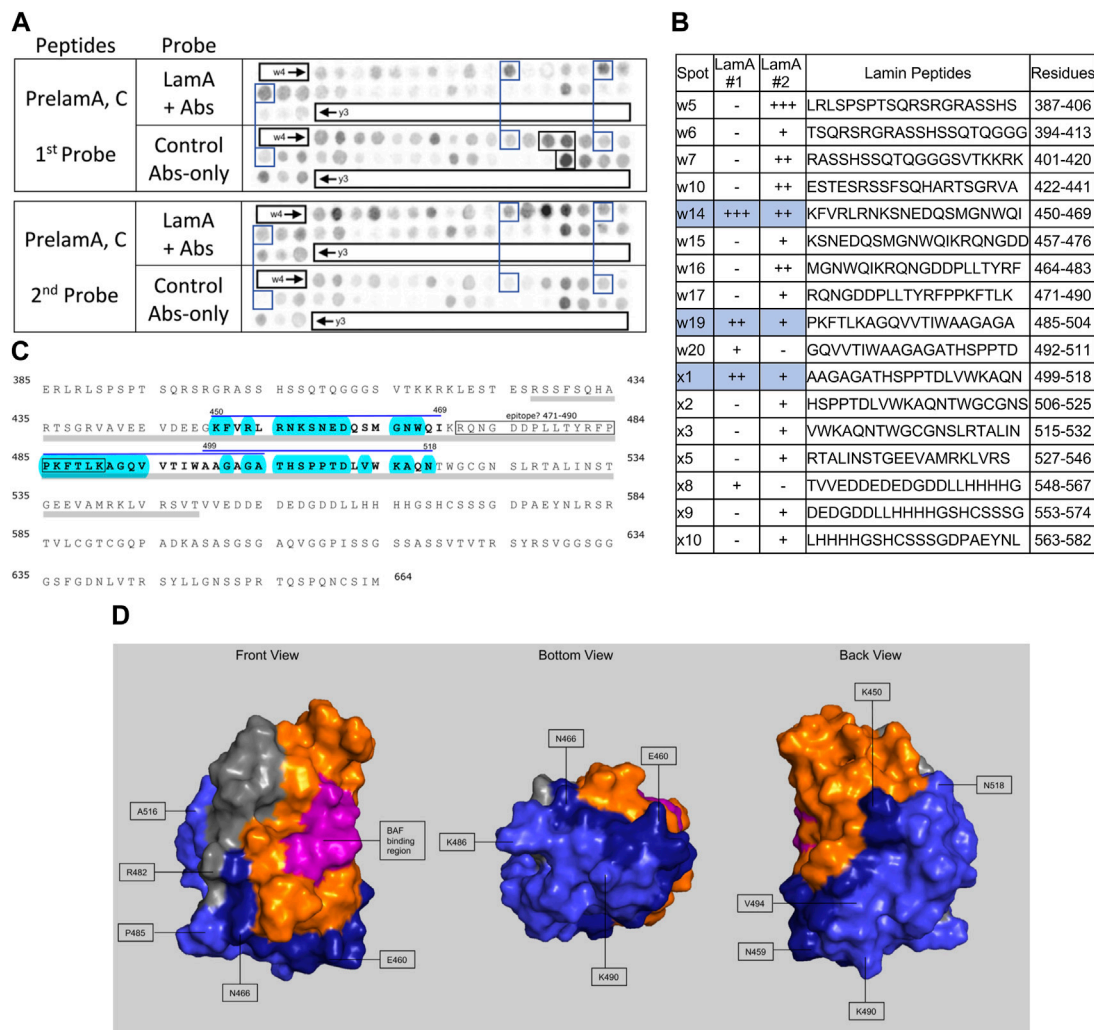 A
Peptides Probe
PrelamA, C
1st Probe
LamA
+ Abs
w4
y3
Control
Abs-only
w4
y3
PrelamA, C
2nd Probe
LamA
+ Abs
w4
y3
Control
Abs-only
w4
y3
B
Spot LamA #1 LamA #2 Lamin Peptides Residues
w5 - +++ LRLSPSPTSQRSRGRASSHS 387-406
w6 - + TSQRSRGRASSHSSQTQGGG 394-413
w7 - ++ RASSHSSQTQGGGSVTKKRK 401-420
w10 - ++ ESTESRSSFSQHARTSGRVA 422-441
w14 +++ ++ KFVRLRNKSNEDQSMGNWQI 450-469
w15 - + KSNEDQSMGNWQIKRQNGDD 457-476
w16 - ++ MGNWQIKRQNGDDPLLTYRF 464-483
w17 - + RQNGDDPLLTYRFPPKFTLK 471-490
w19 ++ + PKFTLKAGQVVTIWAAGAGA 485-504
w20 + - GQVVTIWAAGAGATHSPPTD 492-511
x1 ++ + AAGAGATHSPPTDLVWKAQN 499-518
x2 - + HSPPTDLVWKAQNTWGCGNS 506-525
x3 - + VWKAQNTWGCGNSLRTALIN 515-532
x5 - + RTALINSTGEEVAMRKLVRS 527-546
x8 + - TVVEDDEDEDGDDLLHHHHG 548-567
x9 - + DEDGDDLLHHHHGSHCSSSG 553-574
x10 - + LHHHHGSHCSSSGDPAEYNL 563-582
C
385 ERLRLSPSPT SQRSRGRASS HSSQTQGGGS VTKKRKLEST ESRSSFSQHA 434
450 469
435 RTSGRVAVEE VDEEGKFVRL RNKSNEDQSM GNWQIKRQNG DDPLLTYRFP 484
epitope? 471-490
499 518
485 PKFTLKAGQV VTIWAAGAGA THSPPTDLVW KAQNTWGCGN SLRTALINST 534
535 GEEVAMRKLV RSVTVVEDDE DEDGDDLLHH HHGSHCSSSG DPAEYNLRSR 584
585 TVLCGTCGQP ADKASASGSG AQVGGPISSG SSASSVTVTR SYRSVGGSGG 634
635 GSFGDNLVTR SYLLGNSSPR TQSPQNCSIM 664
D
Front View Bottom View Back View
A516
R482
P485
N466
E460
BAF
binding
region
N466
E460
K486
K490
K450
N518
V494
N459
K490